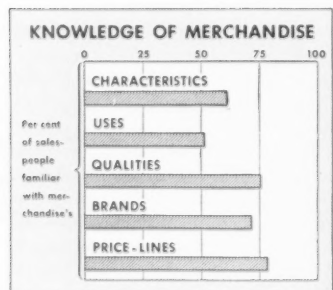 KNOWLEDGE OF MERCHANDISE
0 25 50 75 100
CHARACTERISTICS
USES
Per cent
of sales-
people
familiar
with mer-
chandise's
QUALITIES
BRANDS
PRICE-LINES